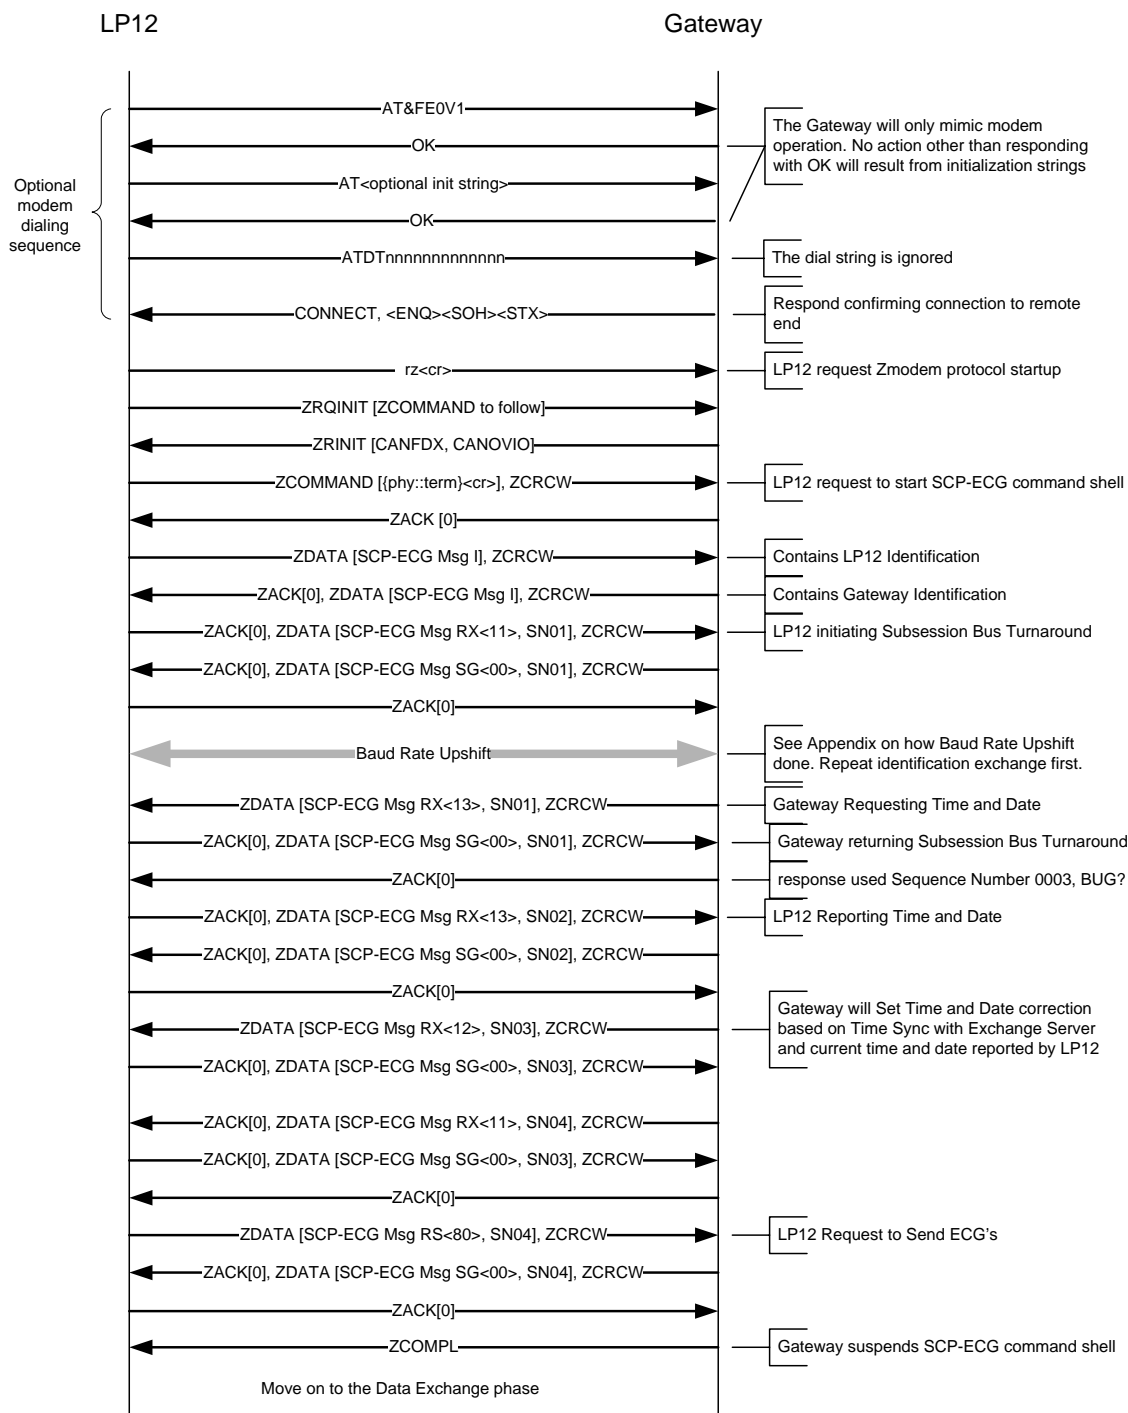 LP12
Gateway
AT&FE0V1
The Gateway will only mimic modem
operation. No action other than responding
with OK will result from initialization strings
OK
Optional
modem
dialing
sequence
AT<optional init string>
OK
ATDTnnnnnnnnnnnnn
The dial string is ignored
CONNECT, <ENQ><SOH><STX>
Respond confirming connection to remote
end
rz<cr>
LP12 request Zmodem protocol startup
ZRQINIT [ZCOMMAND to follow]
ZRINIT [CANFDX, CANOVIO]
ZCOMMAND [{phy::term}<cr>], ZCRCW
LP12 request to start SCP-ECG command shell
ZACK [0]
ZDATA [SCP-ECG Msg I], ZCRCW
Contains LP12 Identification
ZACK[0], ZDATA [SCP-ECG Msg I], ZCRCW
Contains Gateway Identification
ZACK[0], ZDATA [SCP-ECG Msg RX<11>, SN01], ZCRCW
LP12 initiating Subsession Bus Turnaround
ZACK[0], ZDATA [SCP-ECG Msg SG<00>, SN01], ZCRCW
ZACK[0]
Baud Rate Upshift
See Appendix on how Baud Rate Upshift
done. Repeat identification exchange first.
ZDATA [SCP-ECG Msg RX<13>, SN01], ZCRCW
Gateway Requesting Time and Date
ZACK[0], ZDATA [SCP-ECG Msg SG<00>, SN01], ZCRCW
Gateway returning Subsession Bus Turnaround
ZACK[0]
response used Sequence Number 0003, BUG?
ZACK[0], ZDATA [SCP-ECG Msg RX<13>, SN02], ZCRCW
LP12 Reporting Time and Date
ZACK[0], ZDATA [SCP-ECG Msg SG<00>, SN02], ZCRCW
ZACK[0]
Gateway will Set Time and Date correction
based on Time Sync with Exchange Server
and current time and date reported by LP12
ZDATA [SCP-ECG Msg RX<12>, SN03], ZCRCW
ZACK[0], ZDATA [SCP-ECG Msg SG<00>, SN03], ZCRCW
ZACK[0], ZDATA [SCP-ECG Msg RX<11>, SN04], ZCRCW
ZACK[0], ZDATA [SCP-ECG Msg SG<00>, SN03], ZCRCW
ZACK[0]
ZDATA [SCP-ECG Msg RS<80>, SN04], ZCRCW
LP12 Request to Send ECG's
ZACK[0], ZDATA [SCP-ECG Msg SG<00>, SN04], ZCRCW
ZACK[0]
ZCOMPL
Gateway suspends SCP-ECG command shell
Move on to the Data Exchange phase